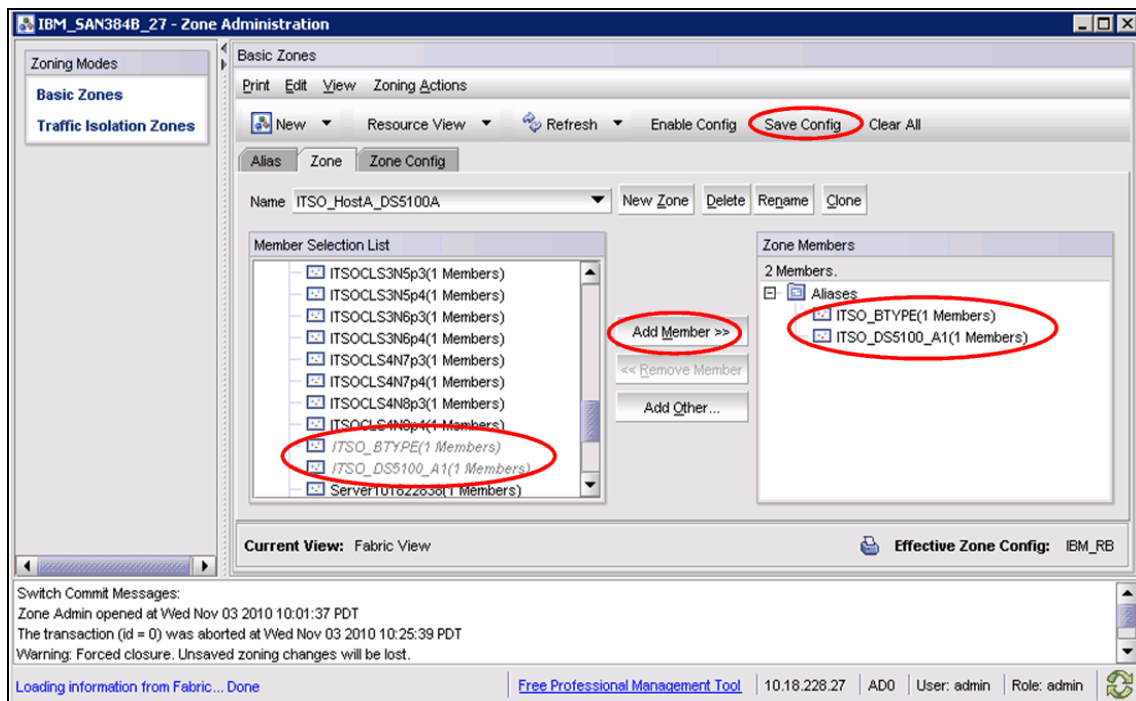 IBM_SAN384B_27 - Zone Administration
Zoning Modes
Basic Zones
Traffic Isolation Zones
Basic Zones
Print Edit View Zoning Actions
New Resource View Refresh Enable Config Save Config Clear All
Alias Zone Zone Config
Name ITSO_HostA_DS5100A New Zone Delete Rename Clone
Member Selection List
ITSOCLS3N5p3(1 Members)
ITSOCLS3N5p4(1 Members)
ITSOCLS3N6p3(1 Members)
ITSOCLS3N6p4(1 Members)
ITSOCLS4N7p3(1 Members)
ITSOCLS4N7p4(1 Members)
ITSOCLS4N8p3(1 Members)
ITSOCLS4N8p4(1 Members)
ITSO_BTYPE(1 Members)
ITSO_DS5100_A1(1 Members)
Server101822838(1 Members)
Add Member >>
<< Remove Member
Add Other...
Zone Members
2 Members.
Aliases
ITSO_BTYPE(1 Members)
ITSO_DS5100_A1(1 Members)
Current View: Fabric View Effective Zone Config: IBM_RB
Switch Commit Messages:
Zone Admin opened at Wed Nov 03 2010 10:01:37 PDT
The transaction (id = 0) was aborted at Wed Nov 03 2010 10:25:39 PDT
Warning: Forced closure. Unsaved zoning changes will be lost.
Loading information from Fabric... Done Free Professional Management Tool 10.18.228.27 AD0 User: admin Role: admin